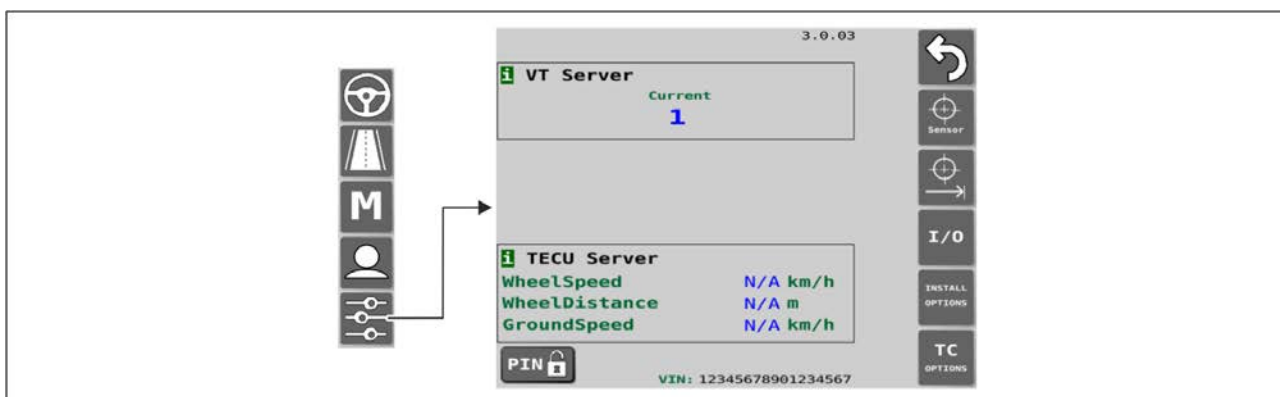 M
3.0.03
i VT Server
Current
1
i TECU Server
WheelSpeed N/A km/h
WheelDistance N/A m
GroundSpeed N/A km/h
PIN
VIN: 12345678901234567
Sensor
I/O
INSTALL
OPTIONS
TC
OPTIONS